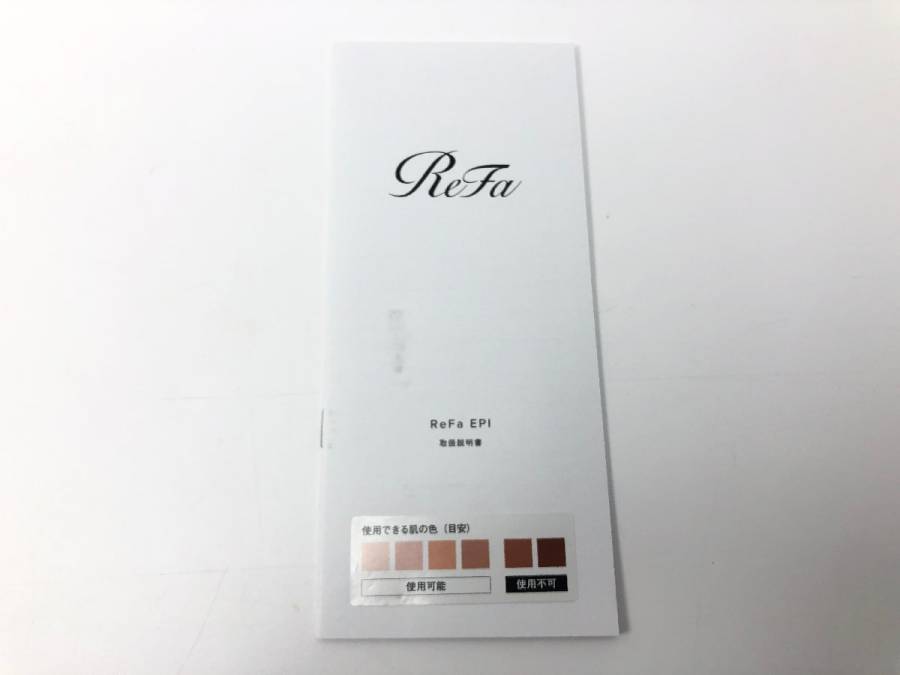 ReFa
ReFa EPI
取扱説明書
使用できる肌の色（目安）
使用可能
使用不可